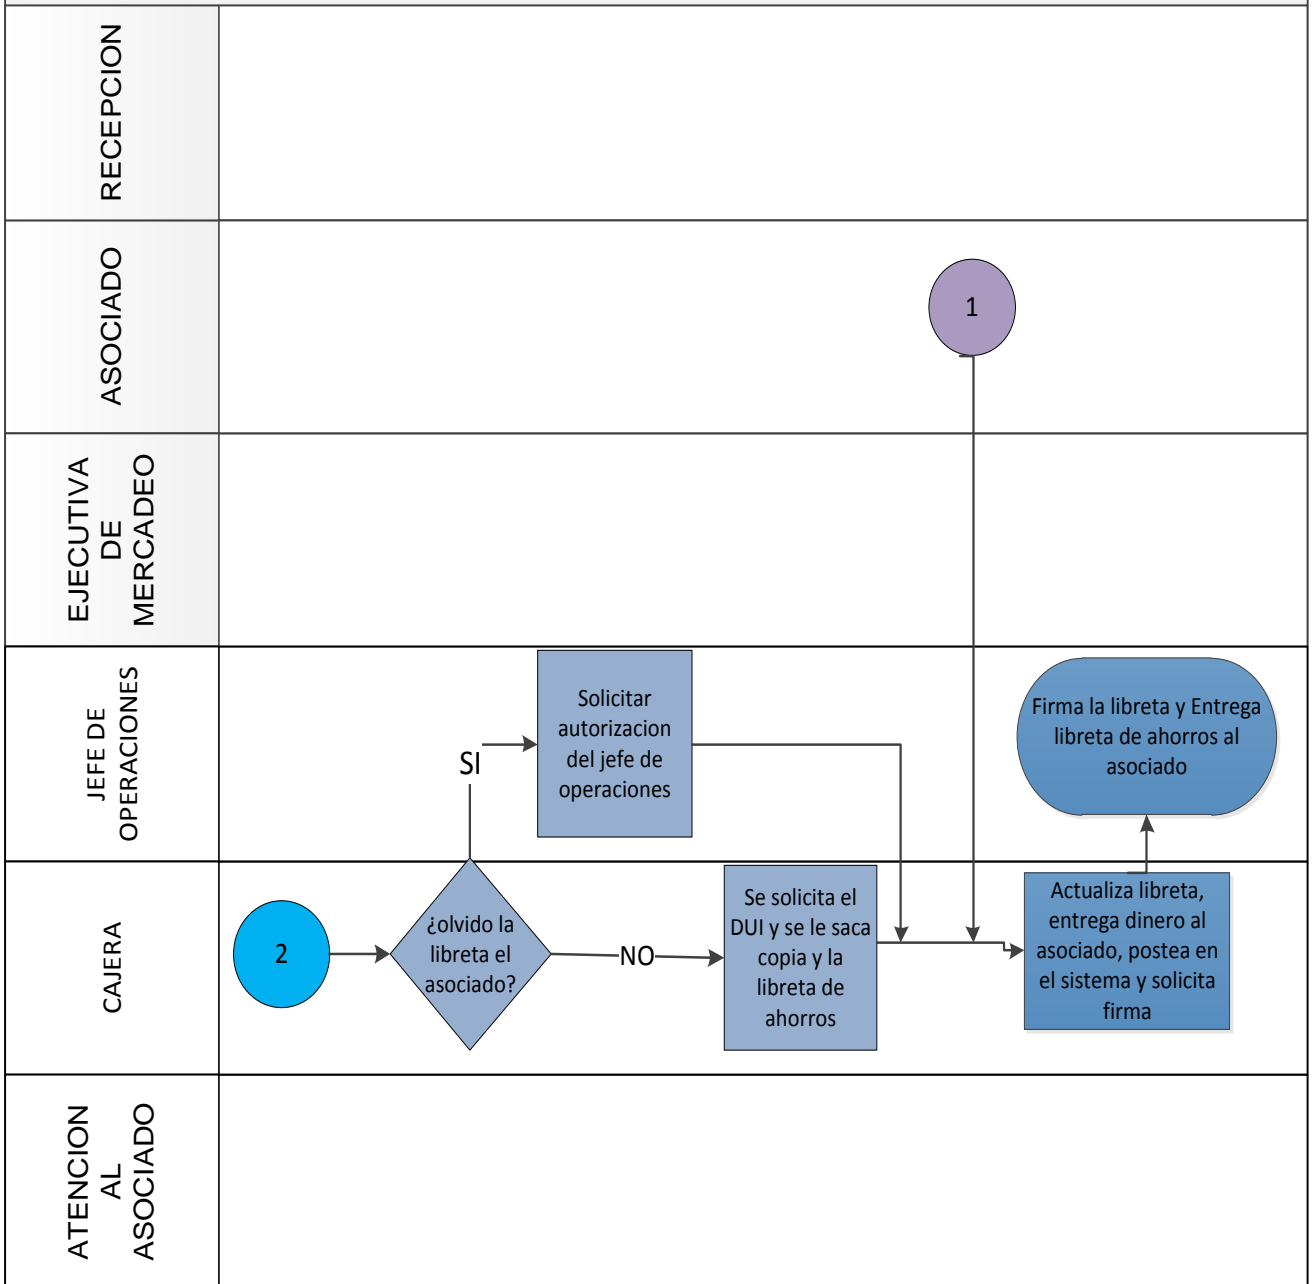 RECEPCION
ASOCIADO
1
EJECUTIVA
DE
MERCADEO
JEFE DE
OPERACIONES
SI
Solicitar
autorizacion
del jefe de
operaciones
Firma la libreta y Entrega
libreta de ahorros al
asociado
CAJERA
2
¿olvido la
libreta el
asociado?
NO
Se solicita el
DUI y se le saca
copia y la
libreta de
ahorros
Actualiza libreta,
entrega dinero al
asociado, postea en
el sistema y solicita
firma
ATENCION
AL
ASOCIADO